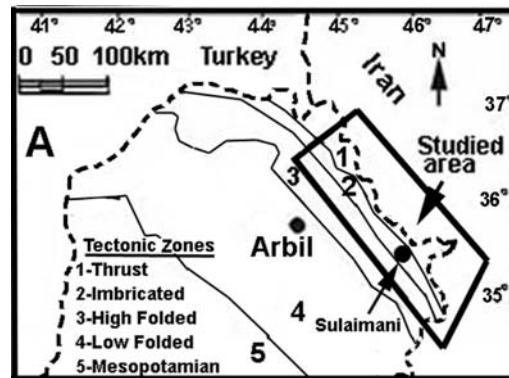 41° 42° 43° 44° 45° 46° 47°
0 50 100km Turkey
N
Iran
37°
A
Studied
area
1
2
3
36°
Tectonic Zones
Arbil
1-Thrust
2-Imbricated
3-High Folded
4
35°
Sulaimani
4-Low Folded
5
5-Mesopotamian